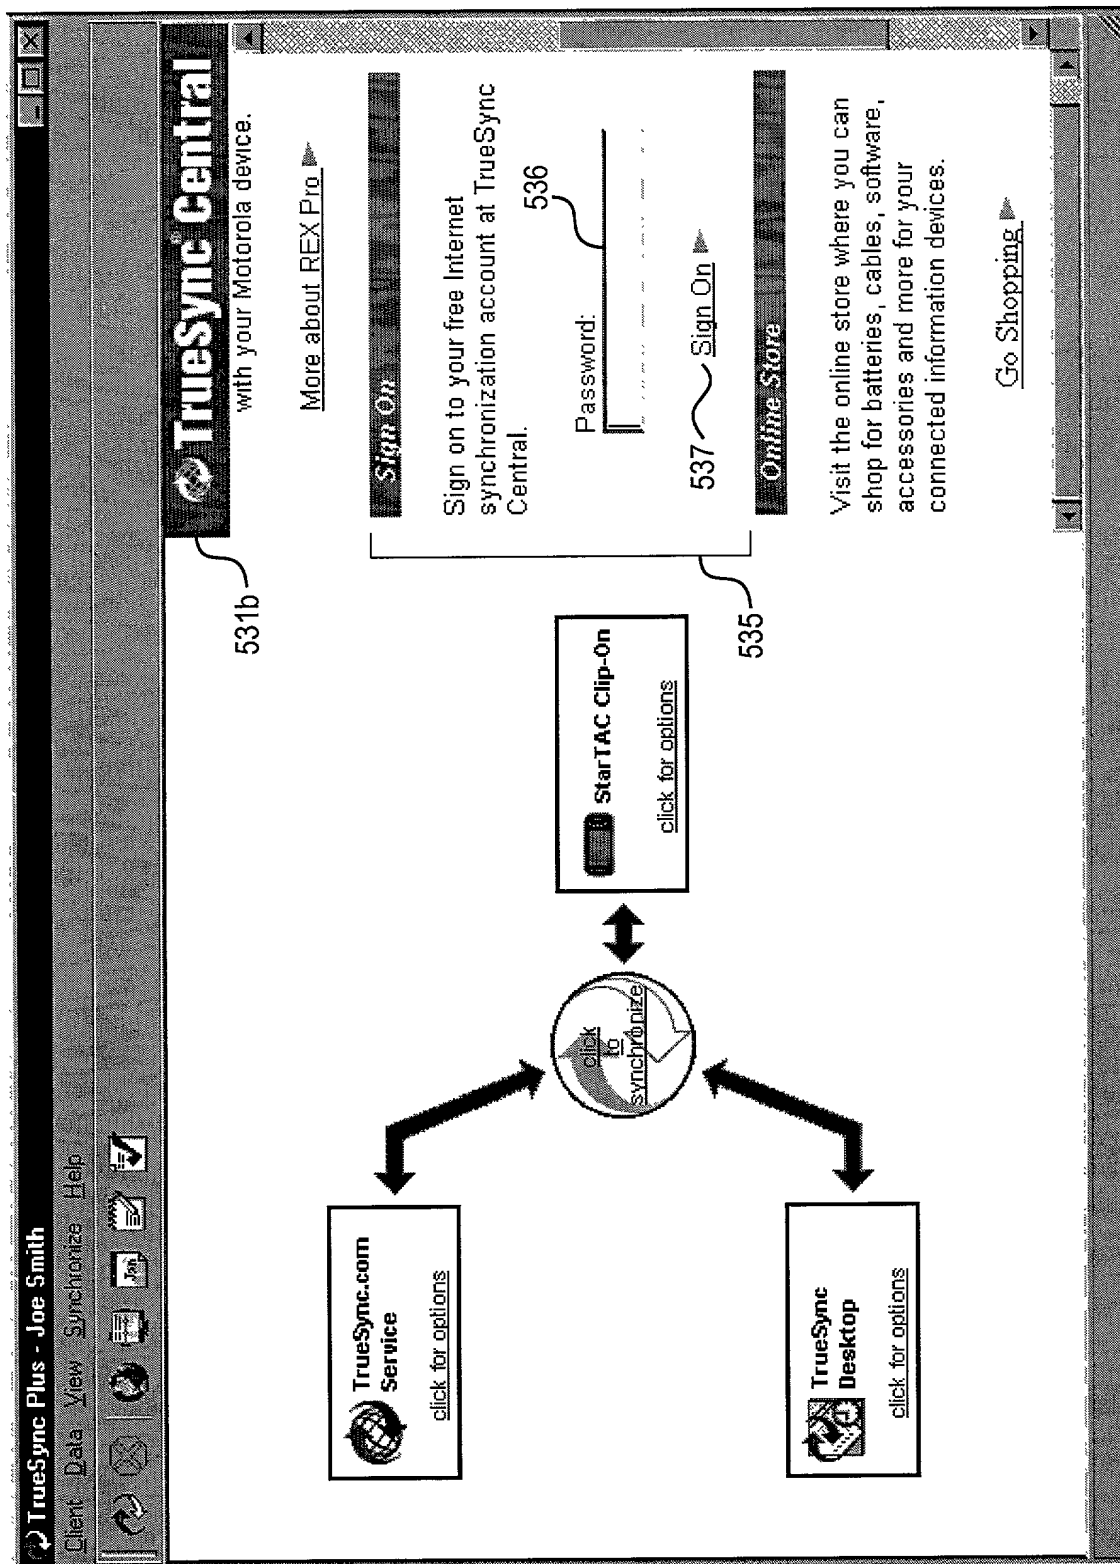 TrueSync Plus - Joe Smith
Client Data View Synchronize Help
Jan
TrueSync.com
Service
click for options
TrueSync
Desktop
click for options
click
to
synchronize
StarTAC Clip-On
click for options
531b
TrueSync® Central
with your Motorola device.
More about REX Pro
Sign On
Sign on to your free Internet
synchronization account at TrueSync
Central.
Password:
536
537
Sign On
535
Online Store
Visit the online store where you can
shop for batteries, cables, software,
accessories and more for your
connected information devices.
Go Shopping